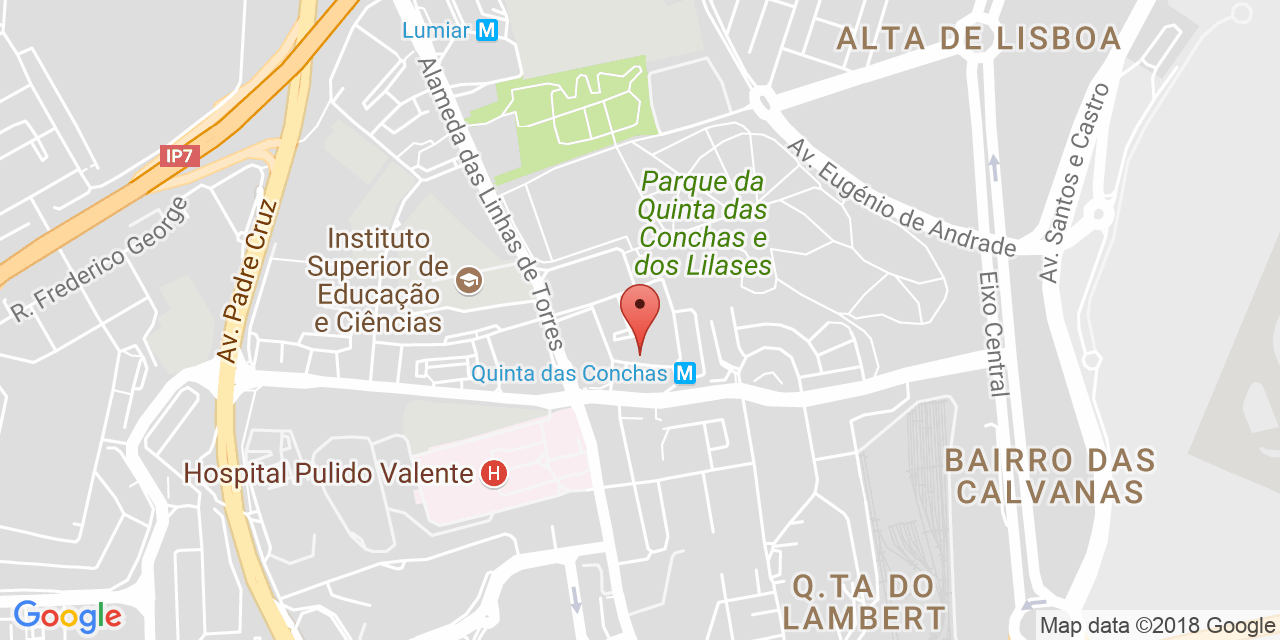 Lumiar M
ALTA DE LISBOA
Alameda das Linhas de Torres
IP7
Av. Eugénio de Andrade
Av. Santos e Castro
Parque da
Quinta das
Conchas e
dos Lilases
R. Frederico George
Av. Padre Cruz
Instituto
Superior de
Educação
e Ciências
Eixo Central
Quinta das Conchas M
Hospital Pulido Valente H
BAIRRO DAS
CALVANAS
Q.TA DO
LAMBERT
Google
Map data ©2018 Google